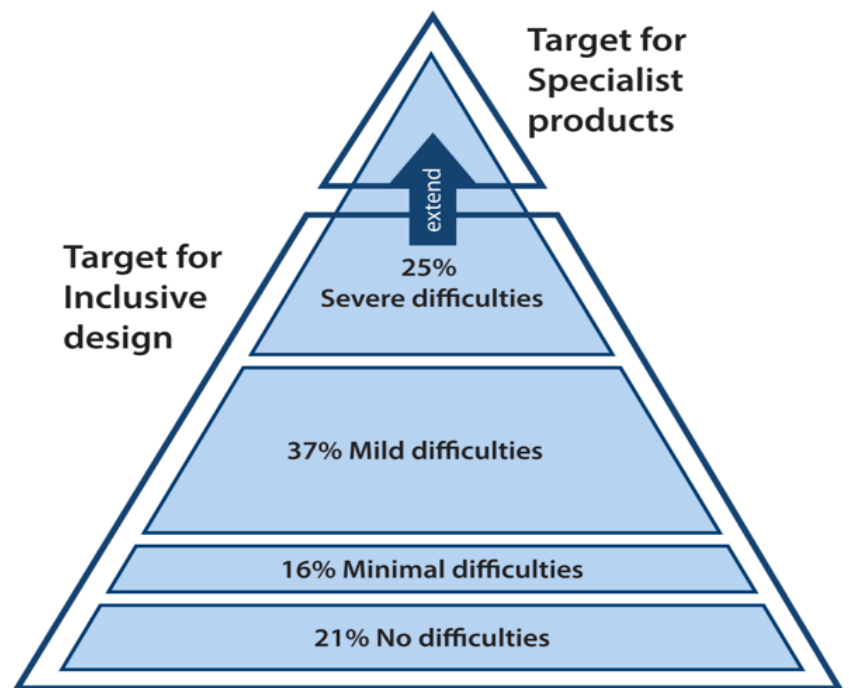 Target for
Specialist
products
extend
Target for
Inclusive
design
25%
Severe difficulties
37% Mild difficulties
16% Minimal difficulties
21% No difficulties